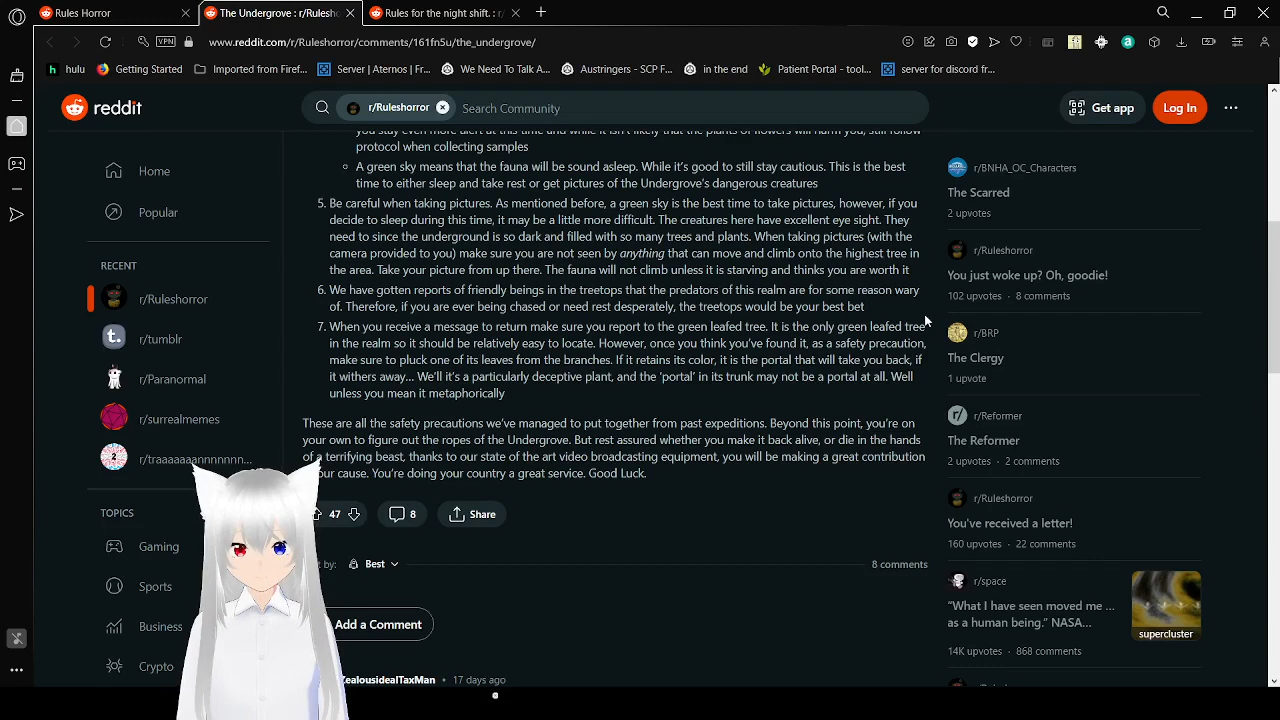 Rules Horror
The Undergrove : r/Rulesh
Rules for the night shift. : r
VPN
www.reddit.com/r/Ruleshorror/comments/161fn5u/the_undergrove/
hulu
Getting Started
Imported from Firef...
Server | Aternos | Fr...
We Need To Talk A...
Austringers - SCP F...
in the end
Patient Portal - tool...
server for discord fr...
reddit
r/Ruleshorror
Search Community
Get app
Log In
Home
Popular
RECENT
r/Ruleshorror
r/tumblr
r/Paranormal
r/surrealmemes
r/traaaaaaannnnnnn...
TOPICS
Gaming
Sports
Business
Crypto
you stay even more alert at this time and while it isn't likely that the plants or flowers will harm you, still follow
protocol when collecting samples
A green sky means that the fauna will be sound asleep. While it's good to still stay cautious. This is the best
time to either sleep and take rest or get pictures of the Undergrove's dangerous creatures
5. Be careful when taking pictures. As mentioned before, a green sky is the best time to take pictures, however, if you
decide to sleep during this time, it may be a little more difficult. The creatures here have excellent eye sight. They
need to since the underground is so dark and filled with so many trees and plants. When taking pictures (with the
camera provided to you) make sure you are not seen by anything that can move and climb onto the highest tree in
the area. Take your picture from up there. The fauna will not climb unless it is starving and thinks you are worth it
6. We have gotten reports of friendly beings in the treetops that the predators of this realm are for some reason wary
of. Therefore, if you are ever being chased or need rest desperately, the treetops would be your best bet
7. When you receive a message to return make sure you report to the green leafed tree. It is the only green leafed tree
in the realm so it should be relatively easy to locate. However, once you think you've found it, as a safety precaution,
make sure to pluck one of its leaves from the branches. If it retains its color, it is the portal that will take you back, if
it withers away... We'll it's a particularly deceptive plant, and the 'portal' in its trunk may not be a portal at all. Well
unless you mean it metaphorically
These are all the safety precautions we've managed to put together from past expeditions. Beyond this point, you're on
your own to figure out the ropes of the Undergrove. But rest assured whether you make it back alive, or die in the hands
of a terrifying beast, thanks to our state of the art video broadcasting equipment, you will be making a great contribution
our cause. You're doing your country a great service. Good Luck.
47
8
Share
t by:
Best
8 comments
Add a Comment
ZealousidealTaxMan • 17 days ago
r/BNHA_OC_Characters
The Scarred
2 upvotes
r/Ruleshorror
You just woke up? Oh, goodie!
102 upvotes · 8 comments
r/BRP
The Clergy
1 upvote
r/Reformer
The Reformer
2 upvotes · 2 comments
r/Ruleshorror
You've received a letter!
160 upvotes · 22 comments
r/space
“What I have seen moved me ...
as a human being.” NASA...
supercluster
14K upvotes · 868 comments